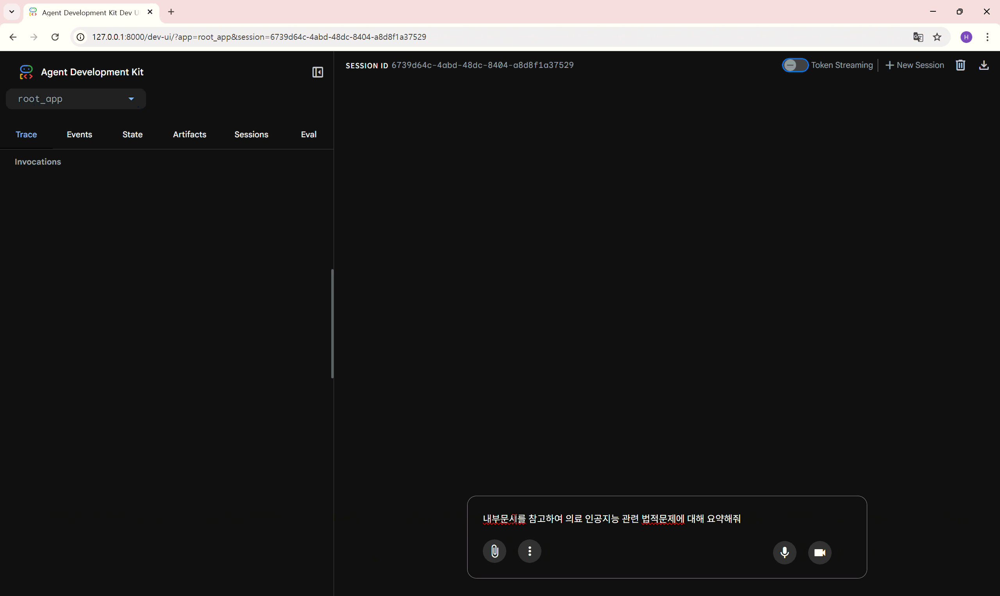 Agent Development Kit Dev U
127.0.0.1:8000/dev-ui/?app=root_app&session=6739d64c-4abd-48dc-8404-a8d8f1a37529
H
Agent Development Kit
root_app
Trace Events State Artifacts Sessions Eval
Invocations
SESSION ID 6739d64c-4abd-48dc-8404-a8d8f1a37529
Token Streaming
New Session
내부문서를 참고하여 의료 인공지능 관련 법적문제에 대해 요약해줘